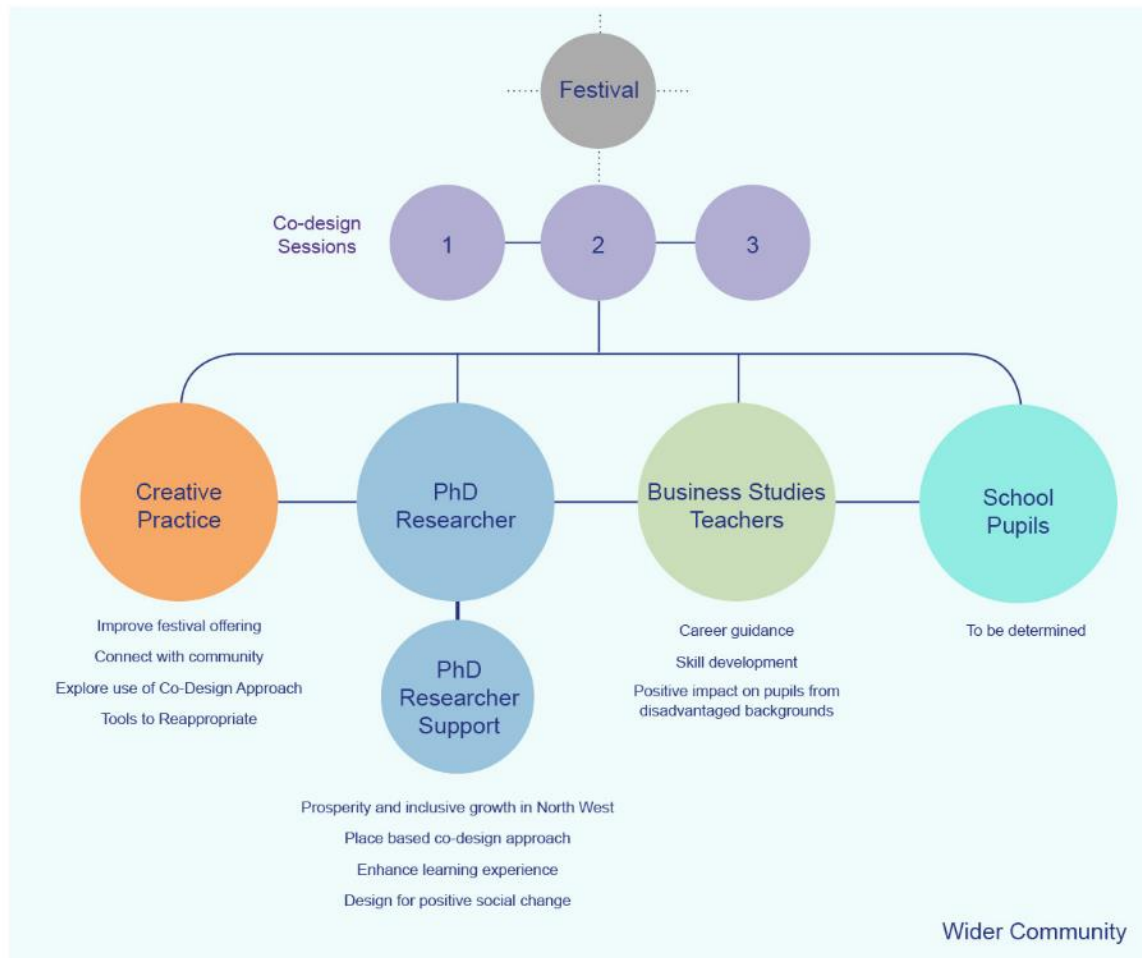 Festival
Co-design
Sessions
1
2
3
Creative
Practice
PhD
Researcher
Business Studies
Teachers
School
Pupils
Improve festival offering
Connect with community
Explore use of Co-Design Approach
Tools to Reappropriate
PhD
Researcher
Support
Career guidance
Skill development
Positive impact on pupils from
disadvantaged backgrounds
To be determined
Prosperity and inclusive growth in North West
Place based co-design approach
Enhance learning experience
Design for positive social change
Wider Community